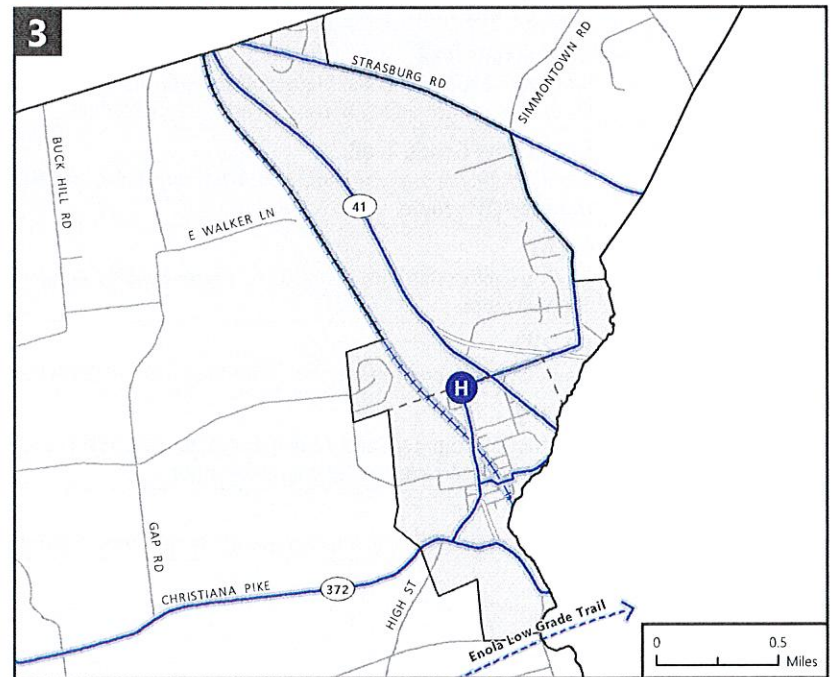 3
STRASBURG RD
SIMMONTOWN RD
BUCK HILL RD
41
E WALKER LN
H
GAP RD
CHRISTIANA PIKE
372
HIGH ST
Enola Low Grade Trail
0 0.5
Miles